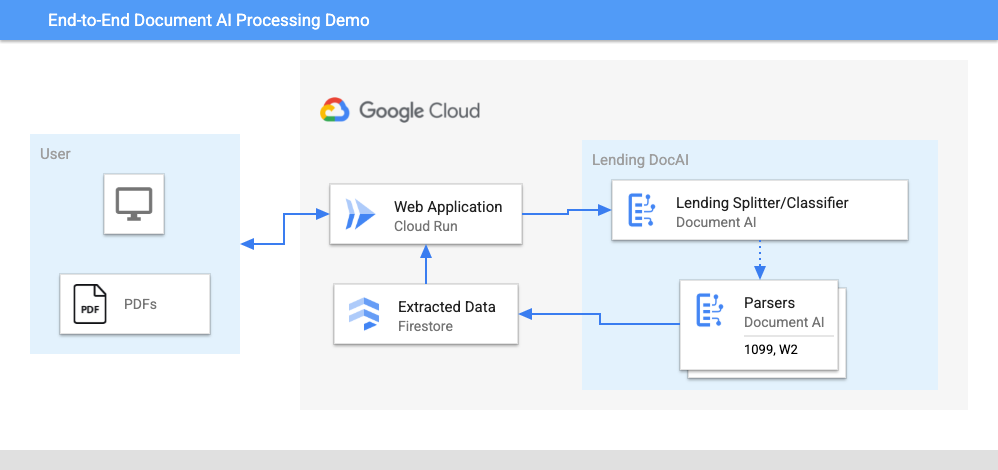 End-to-End Document AI Processing Demo
Google Cloud
User
PDF
PDFs
Web Application
Cloud Run
Extracted Data
Firestore
Lending DocAI
Lending Splitter/Classifier
Document AI
Parsers
Document AI
1099, W2